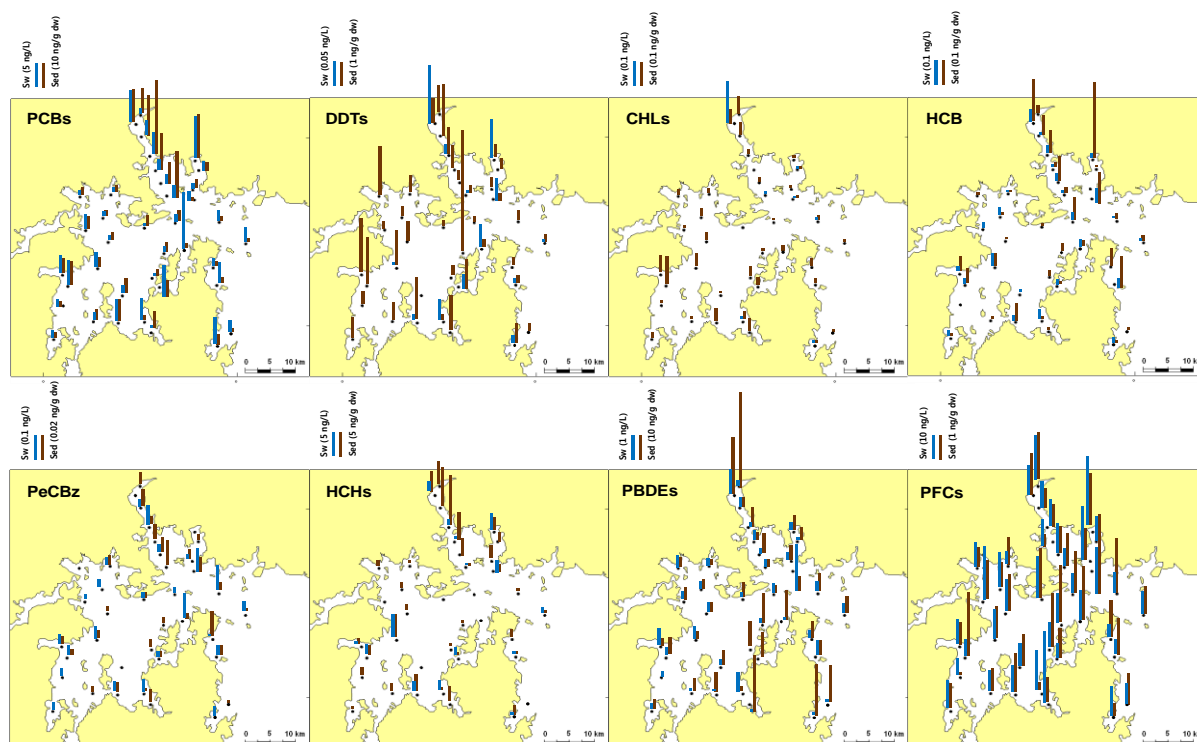 Sw (5 ng/L)
Sed (10 ng/g dw)
Sw (0.05 ng/L)
Sed (1 ng/g dw)
Sw (0.1 ng/L)
Sed (0.1 ng/g dw)
Sw (0.1 ng/L)
Sed (0.1 ng/g dw)
PCBs
DDTs
CHLs
HCB
0 5 10 km
0 5 10 km
0 5 10 km
0 5 10 km
Sw (0.1 ng/L)
Sed (0.02 ng/g dw)
Sw (5 ng/L)
Sed (5 ng/g dw)
Sw (1 ng/L)
Sed (10 ng/g dw)
Sw (10 ng/L)
Sed (1 ng/g dw)
PeCBz
HCHs
PBDEs
PFCs
0 5 10 km
0 5 10 km
0 5 10 km
0 5 10 km